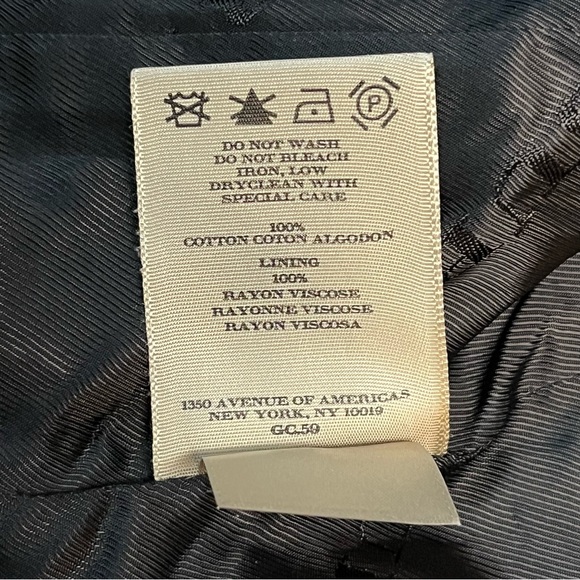 P
DO NOT WASH
DO NOT BLEACH
IRON, LOW
DRYCLEAN WITH
SPECIAL CARE
100%
COTTON COTON ALGODON
LINING
100%
RAYON VISCOSE
RAYONNE VISCOSE
RAYON VISCOSA
1350 AVENUE OF AMERICAS
NEW YORK, NY 10019
GC.59